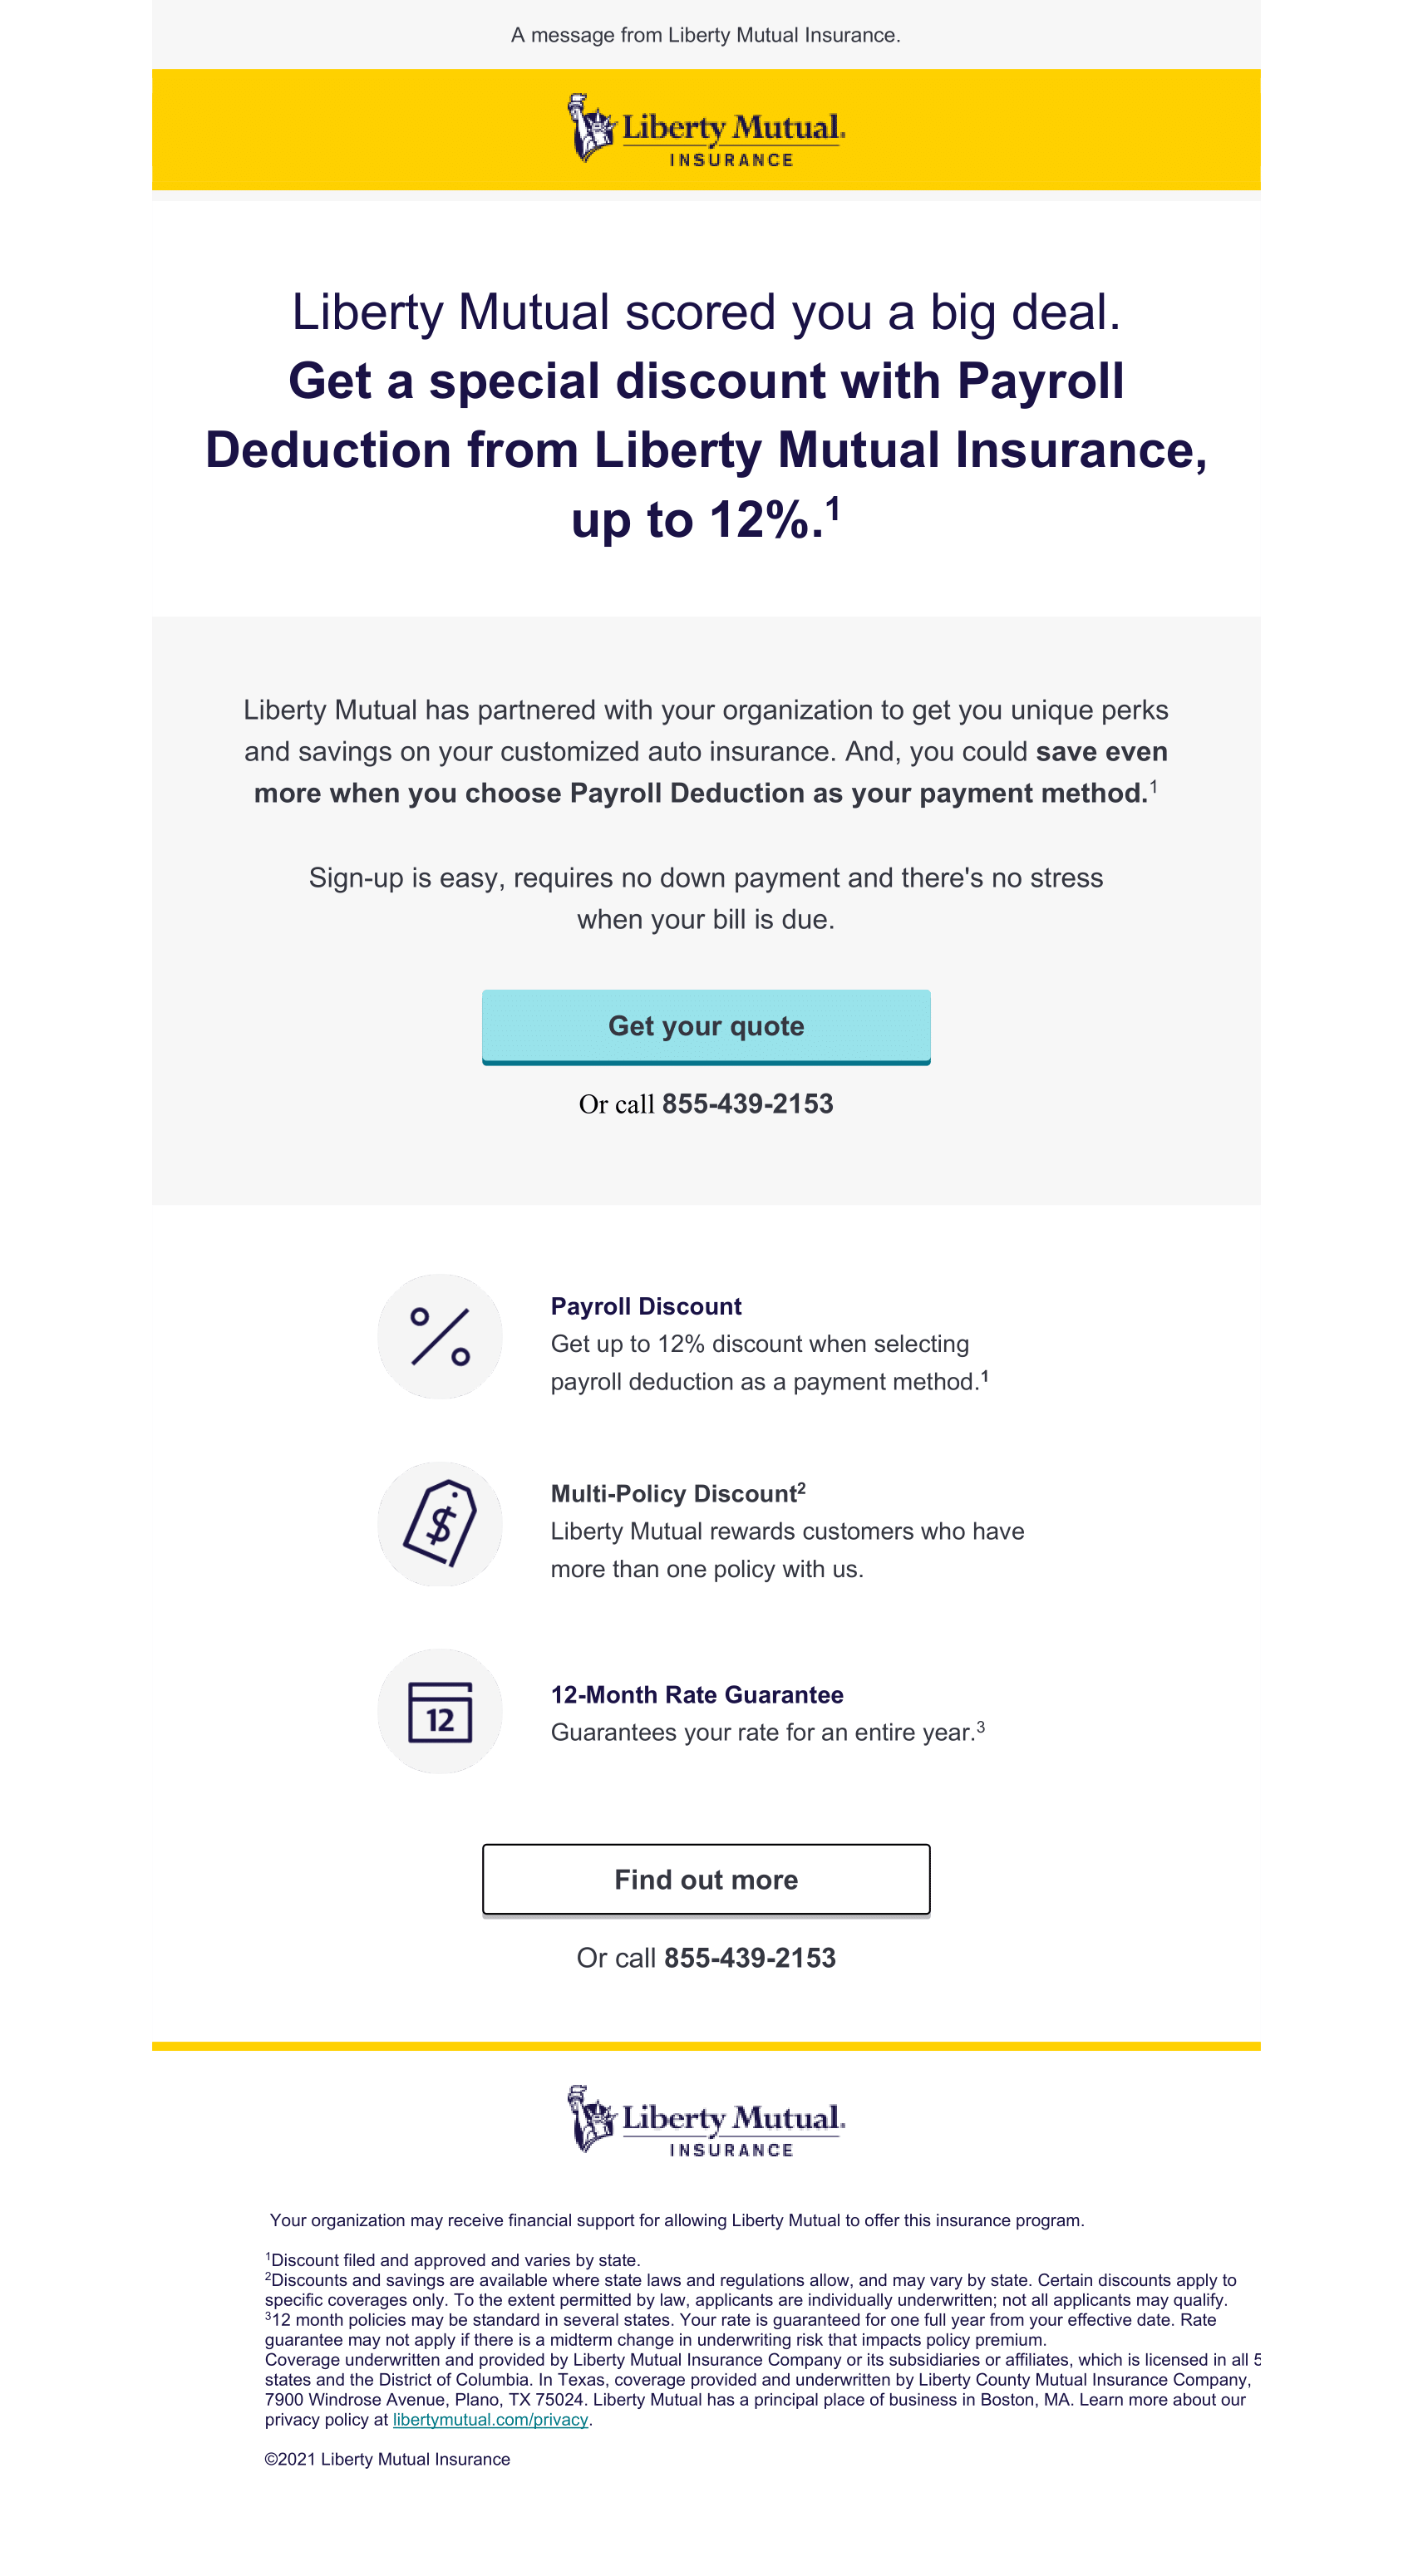 A message from Liberty Mutual Insurance.
Liberty Mutual®
INSURANCE
Liberty Mutual scored you a big deal.
Get a special discount with Payroll
Deduction from Liberty Mutual Insurance,
up to 12%.¹
Liberty Mutual has partnered with your organization to get you unique perks
and savings on your customized auto insurance. And, you could save even
more when you choose Payroll Deduction as your payment method.¹
Sign-up is easy, requires no down payment and there's no stress
when your bill is due.
Get your quote
Or call 855-439-2153
Payroll Discount
Get up to 12% discount when selecting
payroll deduction as a payment method.¹
Multi-Policy Discount²
Liberty Mutual rewards customers who have
more than one policy with us.
12
12-Month Rate Guarantee
Guarantees your rate for an entire year.³
Find out more
Or call 855-439-2153
Liberty Mutual®
INSURANCE
Your organization may receive financial support for allowing Liberty Mutual to offer this insurance program.
¹Discount filed and approved and varies by state.
²Discounts and savings are available where state laws and regulations allow, and may vary by state. Certain discounts apply to
specific coverages only. To the extent permitted by law, applicants are individually underwritten; not all applicants may qualify.
³12 month policies may be standard in several states. Your rate is guaranteed for one full year from your effective date. Rate
guarantee may not apply if there is a midterm change in underwriting risk that impacts policy premium.
Coverage underwritten and provided by Liberty Mutual Insurance Company or its subsidiaries or affiliates, which is licensed in all 5
states and the District of Columbia. In Texas, coverage provided and underwritten by Liberty County Mutual Insurance Company,
7900 Windrose Avenue, Plano, TX 75024. Liberty Mutual has a principal place of business in Boston, MA. Learn more about our
privacy policy at libertymutual.com/privacy.
©2021 Liberty Mutual Insurance